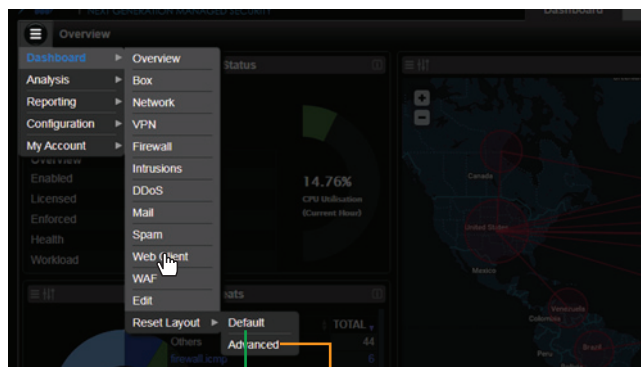 NEXT GENERATION MANAGED SECURITY
Dashboard
Overview
Dashboard
Analysis
Reporting
Configuration
My Account
Overview
Box
Network
VPN
Firewall
Intrusions
DDoS
Mail
Spam
Web Client
WAF
Edit
Reset Layout
Default
Advanced
Status
Overview
Enabled
Licensed
Enforced
Health
Workload
14.76%
CPU Utilisation
(Current Hour)
TOTAL
Others 44
firewall.icmp 6
Canada
United States
Mexico
Venezuela
Colombia
Peru
Brazil